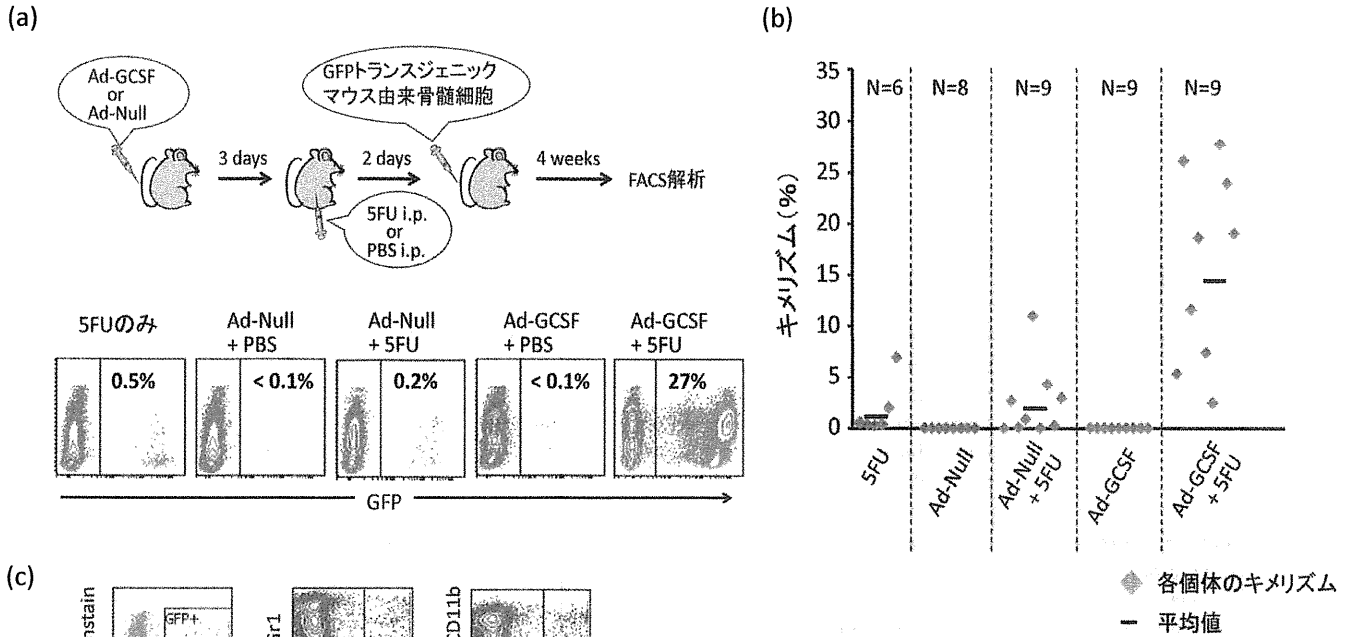 (a)
Ad-GCSF
or
Ad-Null
GFPトランスジェニック
マウス由来骨髄細胞
3 days
2 days
4 weeks
FACS解析
5FU i.p.
or
PBS i.p.
5FUのみ
Ad-Null
+ PBS
Ad-Null
+ 5FU
Ad-GCSF
+ PBS
Ad-GCSF
+ 5FU
0.5%
< 0.1%
0.2%
< 0.1%
27%
GFP
(b)
キメリズム(%)
35
30
25
20
15
10
5
0
N=6
N=8
N=9
N=9
N=9
5FU
Ad-Null
Ad-Null
+ 5FU
Ad-GCSF
Ad-GCSF
+ 5FU
各個体のキメリズム
平均値
(c)
GFP+
CD11b